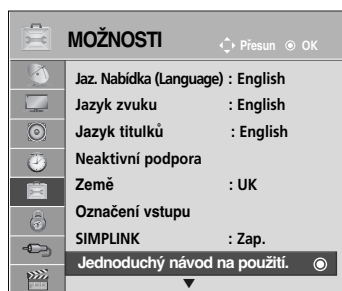 MOŽNOSTI
Přesun OK
Jaz. Nabídka (Language) : English
Jazyk zvuku : English
Jazyk titulků : English
Neaktivní podpora
Země : UK
Označení vstupu
SIMPLINK : Zap.
Jednoduchý návod na použití.